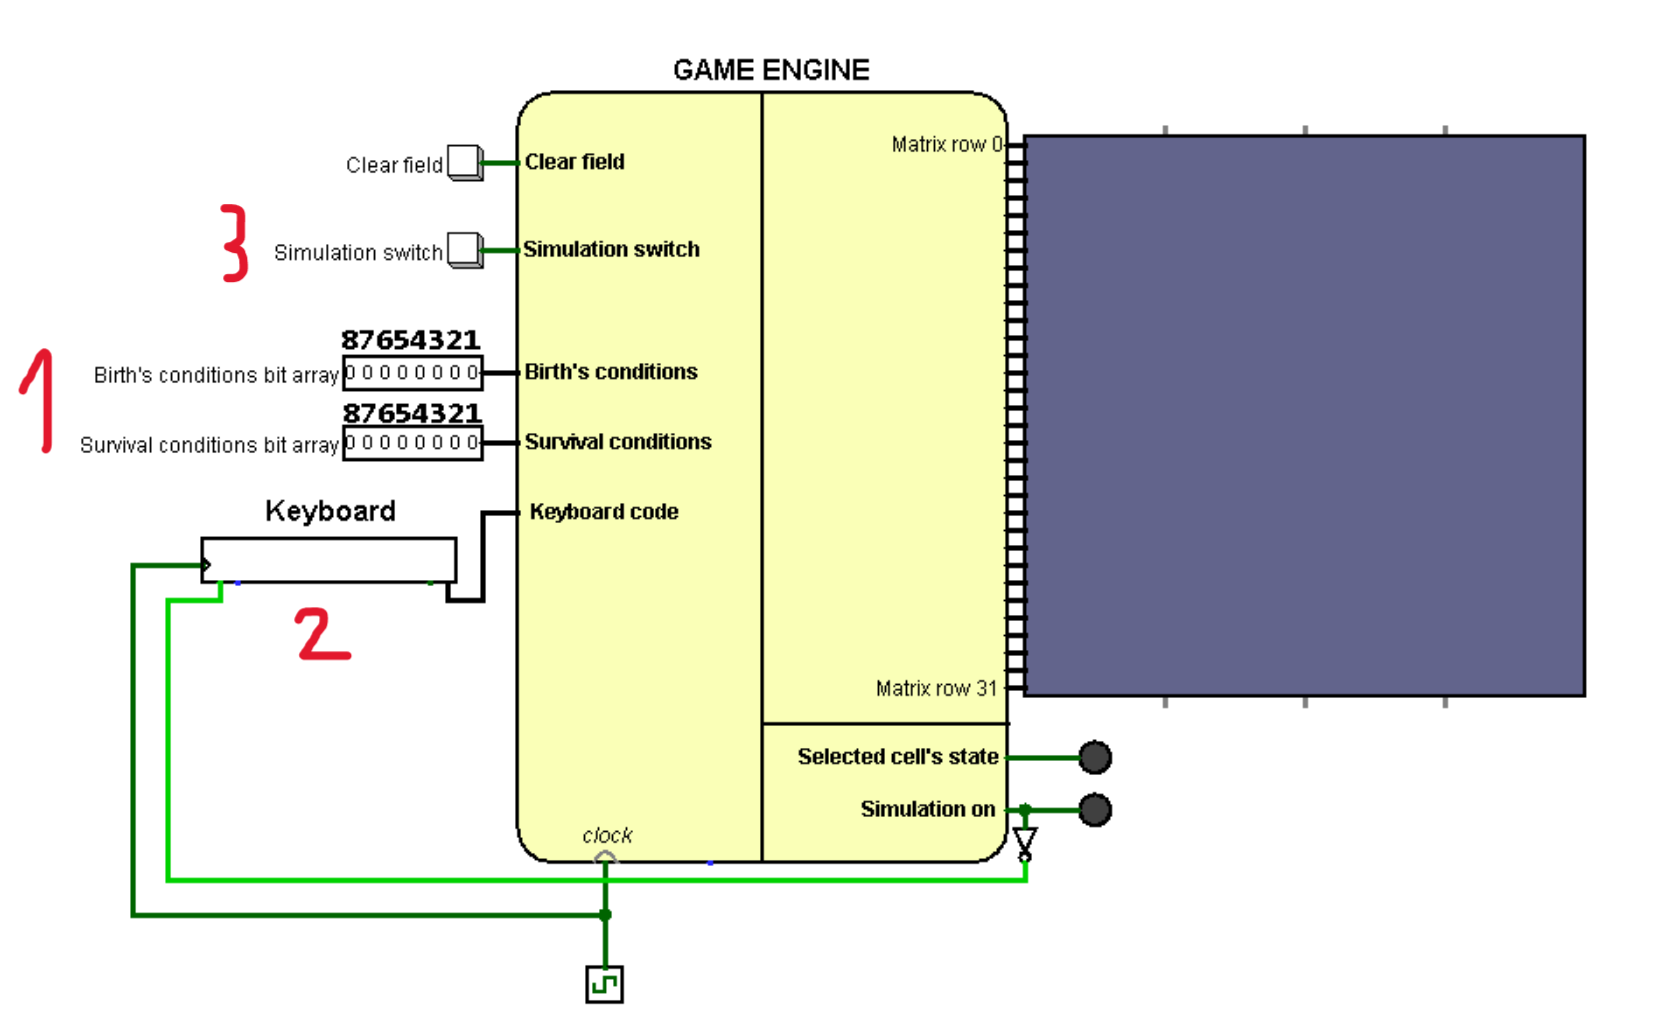 GAME ENGINE
Matrix row 0
Clear field
Clear field
3
Simulation switch
Simulation switch
87654321
1
Birth's conditions bit array
0 0 0 0 0 0 0 0
Birth's conditions
87654321
Survival conditions bit array
0 0 0 0 0 0 0 0
Survival conditions
Keyboard
Keyboard code
2
Matrix row 31
Selected cell's state
Simulation on
clock